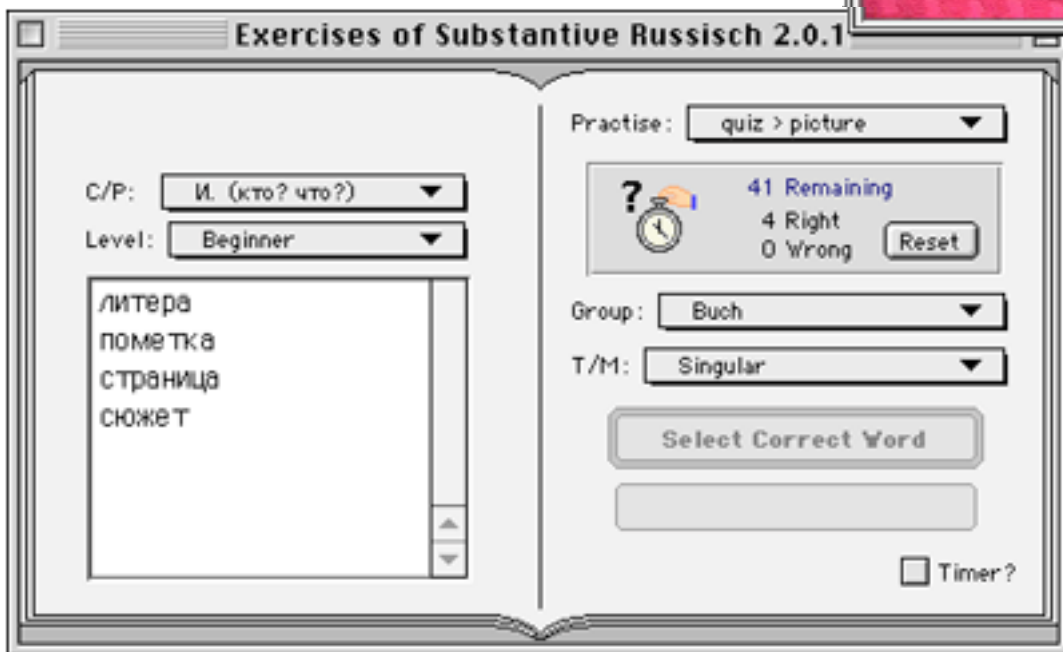 Exercises of Substantive Russisch 2.0.1
C/P: И. (кто? что?)
Level: Beginner
литера
пометка
страница
сюжет
Practise: quiz > picture
?
41 Remaining
4 Right
0 Wrong
Reset
Group: Buch
T/M: Singular
Select Correct Word
Timer?